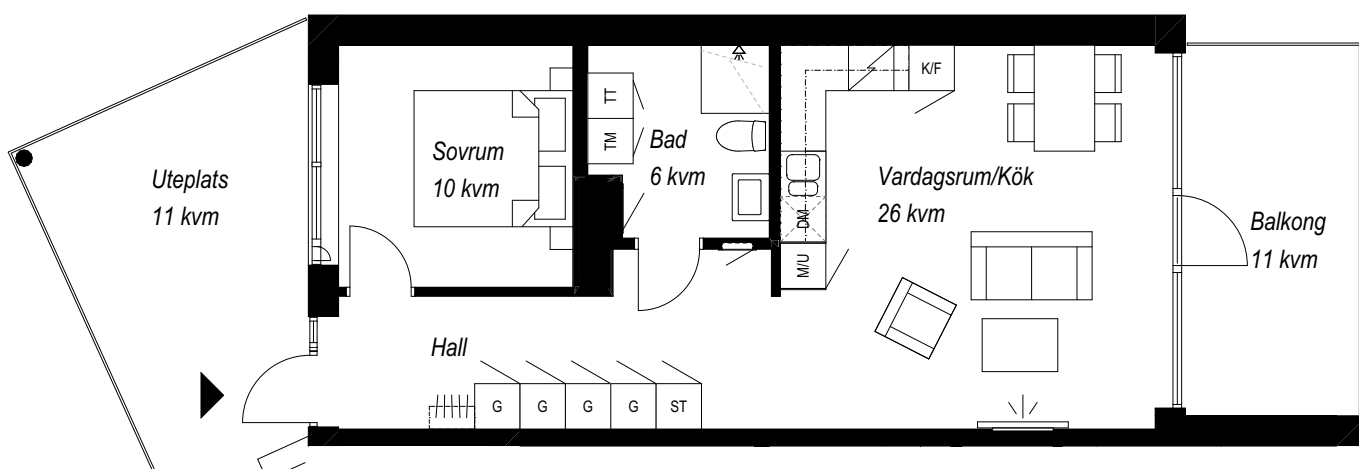 Uteplats
11 kvm
Sovrum
10 kvm
TT
TM
Bad
6 kvm
K/F
DM
M/U
Vardagsrum/Kök
26 kvm
Balkong
11 kvm
Hall
G
G
G
G
ST